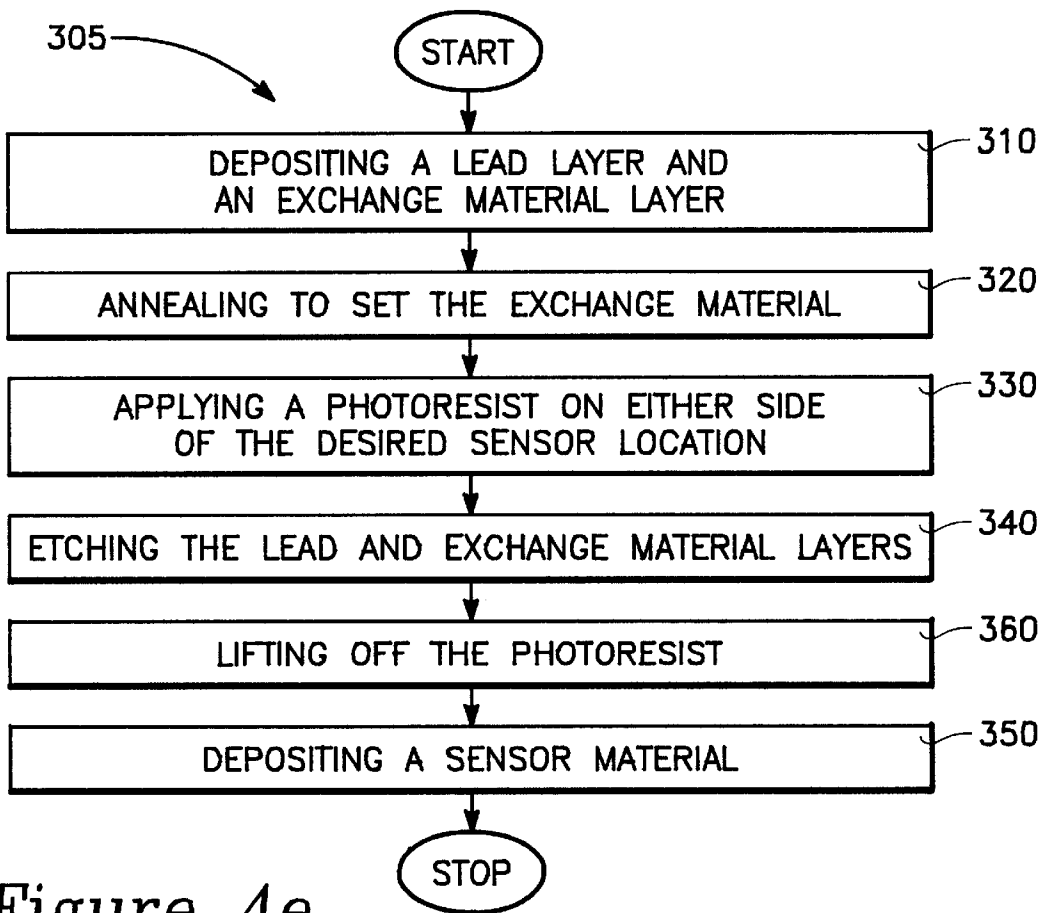 305
START
DEPOSITING A LEAD LAYER AND
AN EXCHANGE MATERIAL LAYER
310
ANNEALING TO SET THE EXCHANGE MATERIAL
320
APPLYING A PHOTORESIST ON EITHER SIDE
OF THE DESIRED SENSOR LOCATION
330
ETCHING THE LEAD AND EXCHANGE MATERIAL LAYERS
340
LIFTING OFF THE PHOTORESIST
360
DEPOSITING A SENSOR MATERIAL
350
STOP
Figure 4e